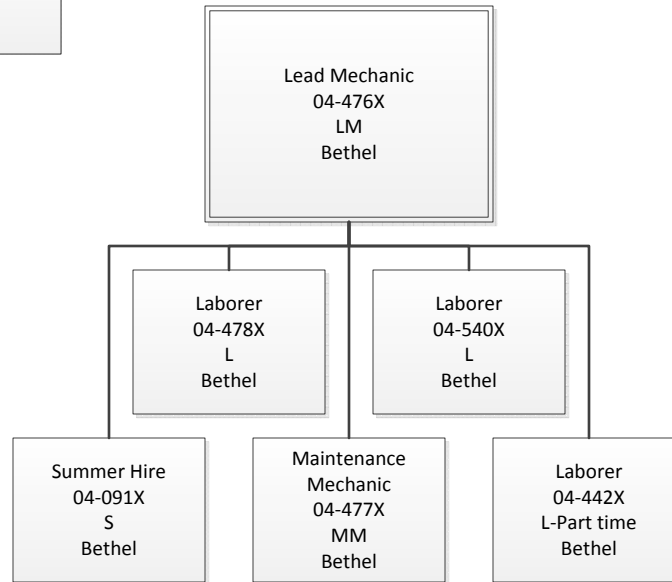 Lead Mechanic
04-476X
LM
Bethel
Laborer
04-478X
L
Bethel
Laborer
04-540X
L
Bethel
Summer Hire
04-091X
S
Bethel
Maintenance
Mechanic
04-477X
MM
Bethel
Laborer
04-442X
L-Part time
Bethel